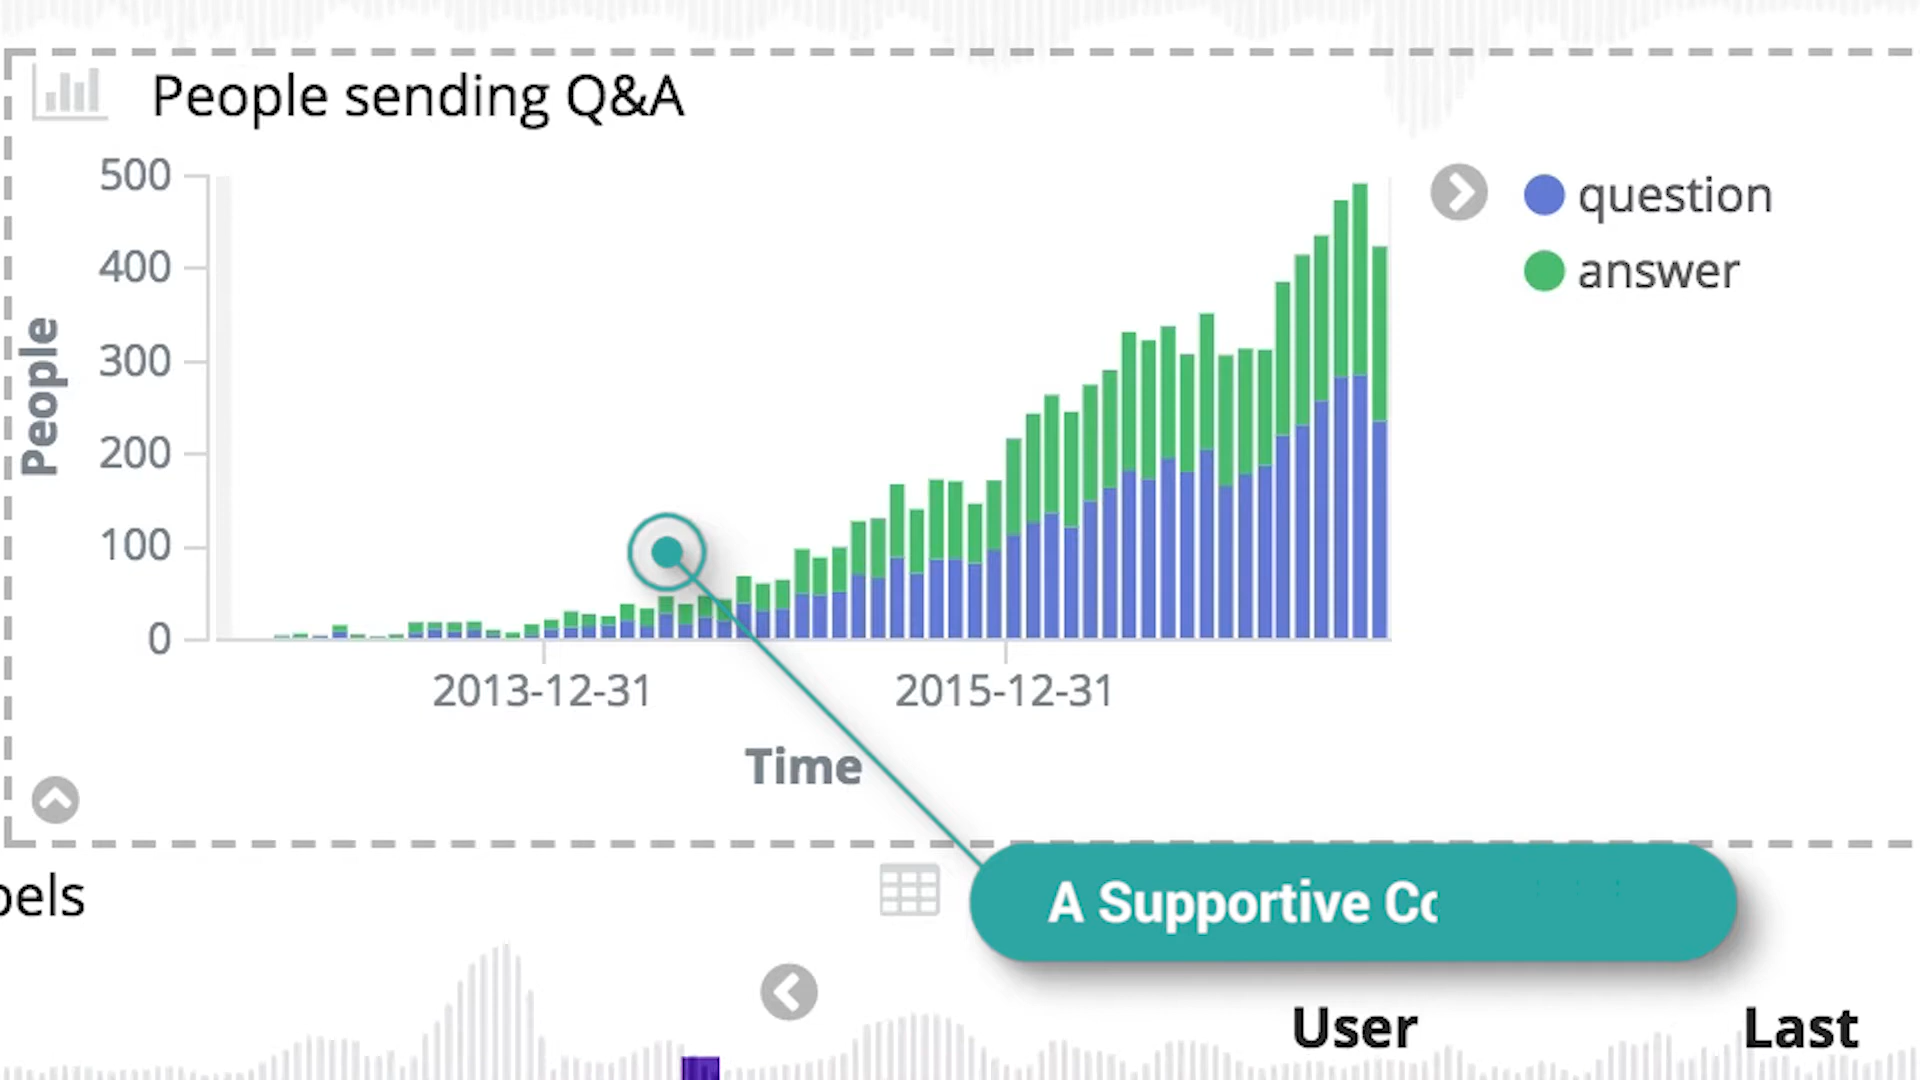 People sending Q&A
500
400
300
200
100
0
People
question
answer
2013-12-31
2015-12-31
Time
A Supportive
User
Last